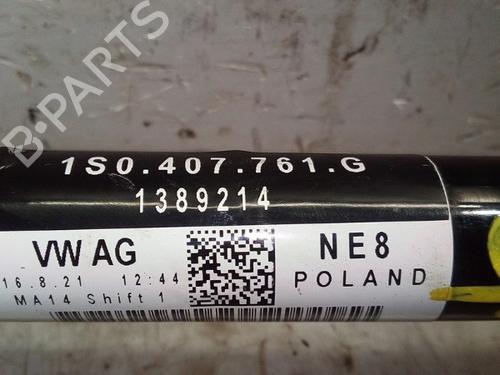 B-PARTS
1S0.407.761.G
1389214
VW AG
NE8
16.8.21 12:44
POLAND
MA14 Shift 1